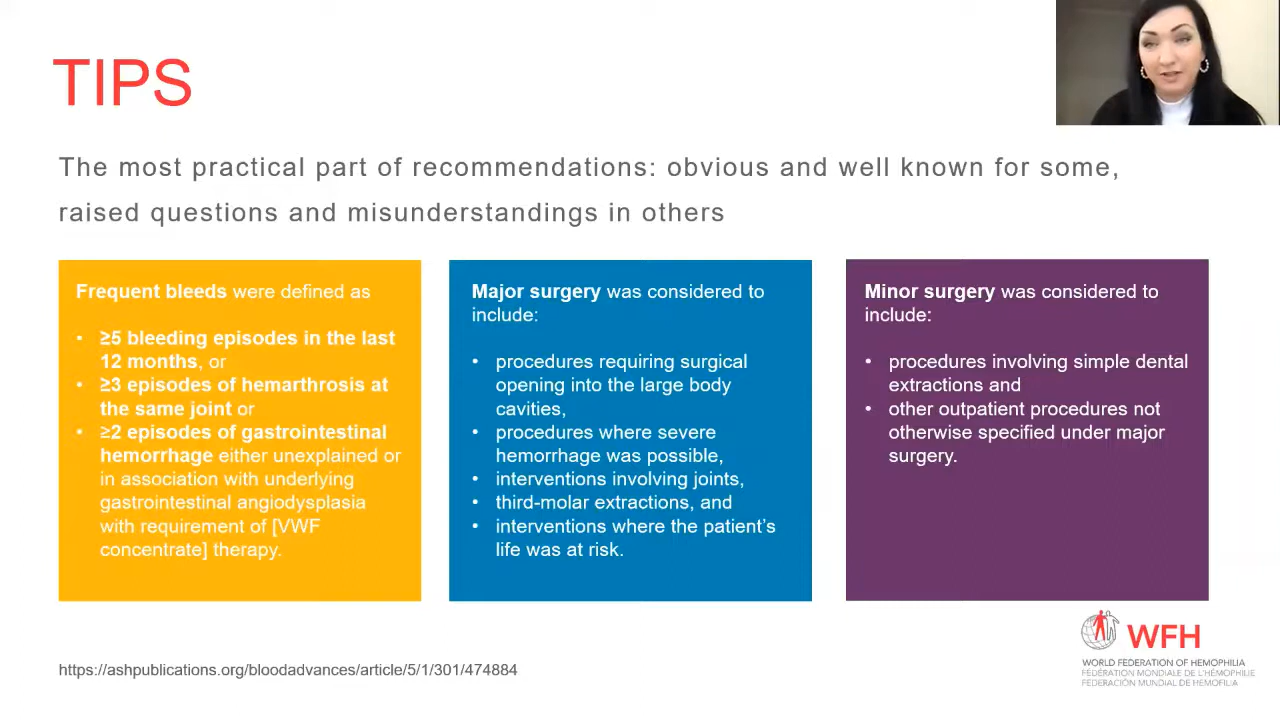 TIPS
The most practical part of recommendations: obvious and well known for some,
raised questions and misunderstandings in others
Frequent bleeds were defined as
• ≥5 bleeding episodes in the last
12 months, or
• ≥3 episodes of hemarthrosis at
the same joint or
• ≥2 episodes of gastrointestinal
hemorrhage either unexplained or
in association with underlying
gastrointestinal angiodysplasia
with requirement of [VWF
concentrate] therapy.
Major surgery was considered to
include:
• procedures requiring surgical
opening into the large body
cavities,
• procedures where severe
hemorrhage was possible,
• interventions involving joints,
• third-molar extractions, and
• interventions where the patient's
life was at risk.
Minor surgery was considered to
include:
• procedures involving simple dental
extractions and
• other outpatient procedures not
otherwise specified under major
surgery.
https://ashpublications.org/bloodadvances/article/5/1/301/474884
WFH
WORLD FEDERATION OF HEMOPHILIA
FÉDÉRATION MONDIALE DE L'HÉMOPHILIE
FEDERACIÓN MUNDIAL DE HEMOFILIA